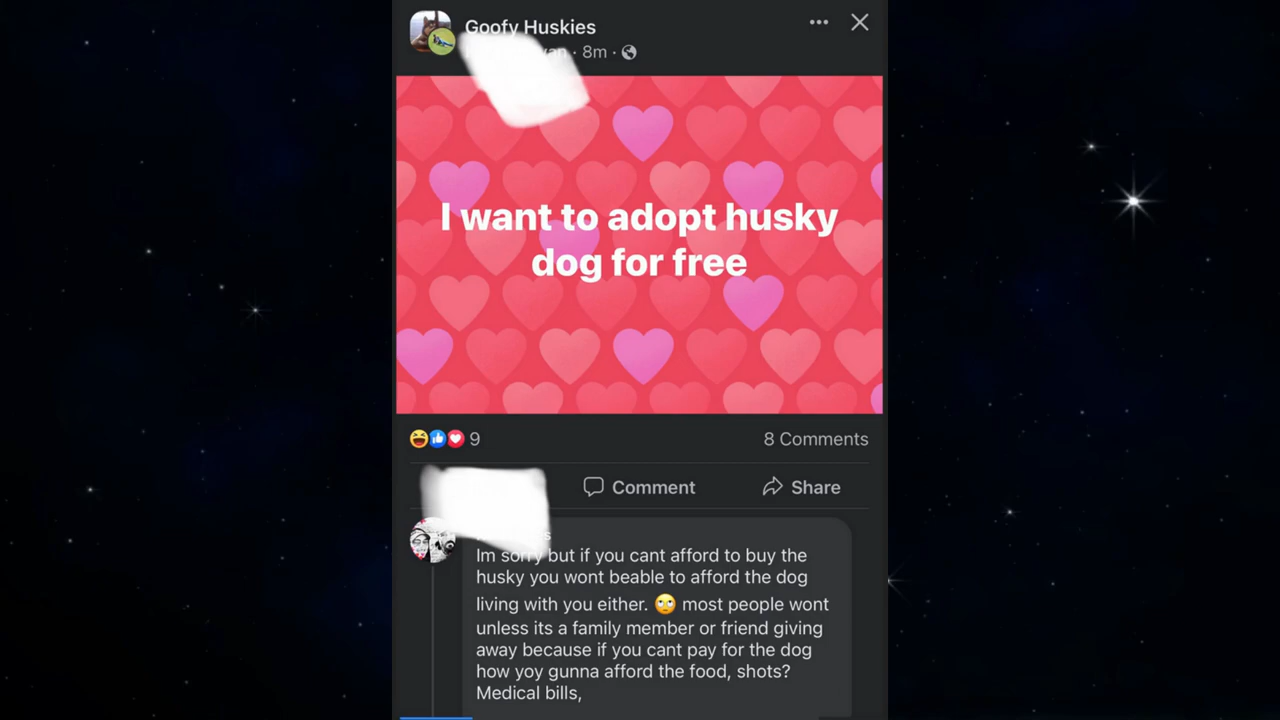 Goofy Huskies
· 8m ·
I want to adopt husky
dog for free
9
8 Comments
Comment
Share
Im sorry but if you cant afford to buy the
husky you wont beable to afford the dog
living with you either. 🙄 most people wont
unless its a family member or friend giving
away because if you cant pay for the dog
how yoy gunna afford the food, shots?
Medical bills,